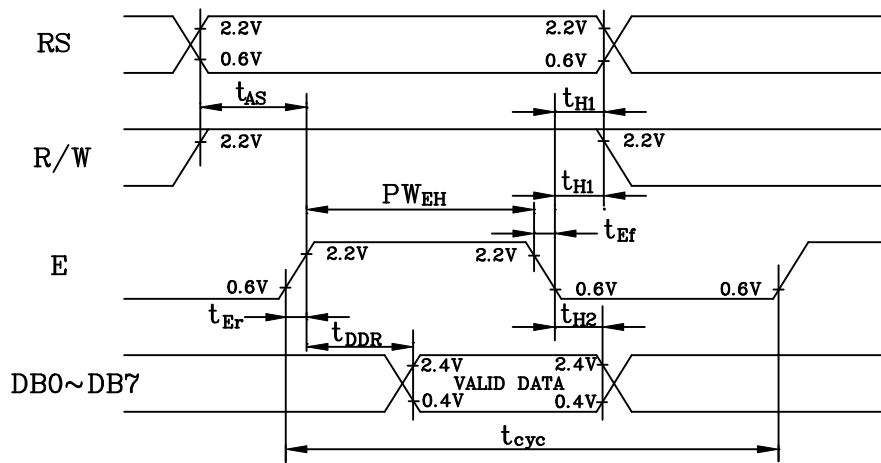 RS
2.2V 2.2V
0.6V 0.6V
tAS tH1
R/W
2.2V 2.2V
PWEH tH1
tEf
E
2.2V 2.2V
0.6V 0.6V 0.6V
tEr tDDR tH2
DB0~DB7
2.4V VALID DATA 2.4V
0.4V 0.4V
tcyc